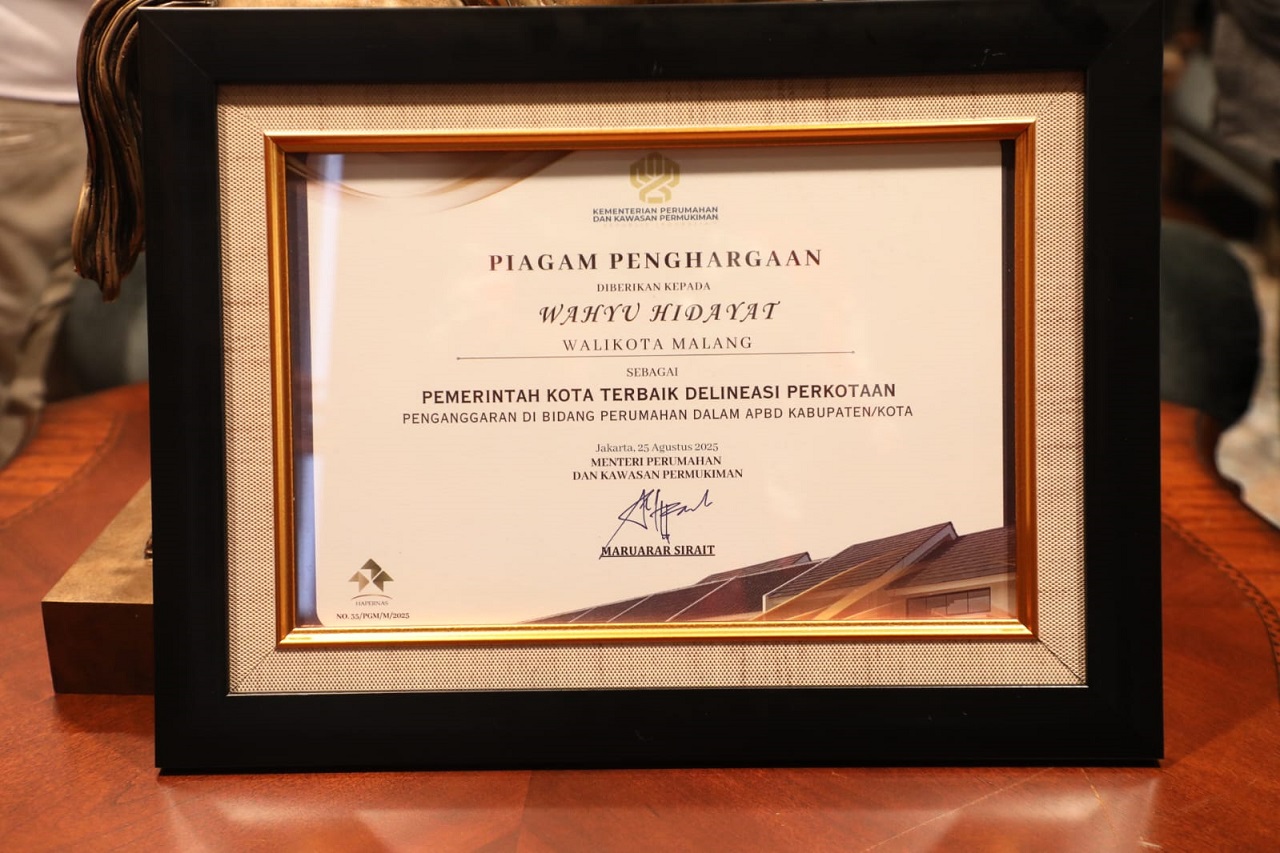 KEMENTERIAN PERUMAHAN
DAN KAWASAN PERMUKIMAN
PIAGAM PENGHARGAAN
DIBERIKAN KEPADA
WAHYU HIDAYAT
WALIKOTA MALANG
SEBAGAI
PEMERINTAH KOTA TERBAIK DELINEASI PERKOTAAN
PENGANGGARAN DI BIDANG PERUMAHAN DALAM APBD KABUPATEN/KOTA
Jakarta, 25 Agustus 2025
MENTERI PERUMAHAN
DAN KAWASAN PERMUKIMAN
MARUARAR SIRAIT
HAPERNAS
NO. 55/PGM/M/2025